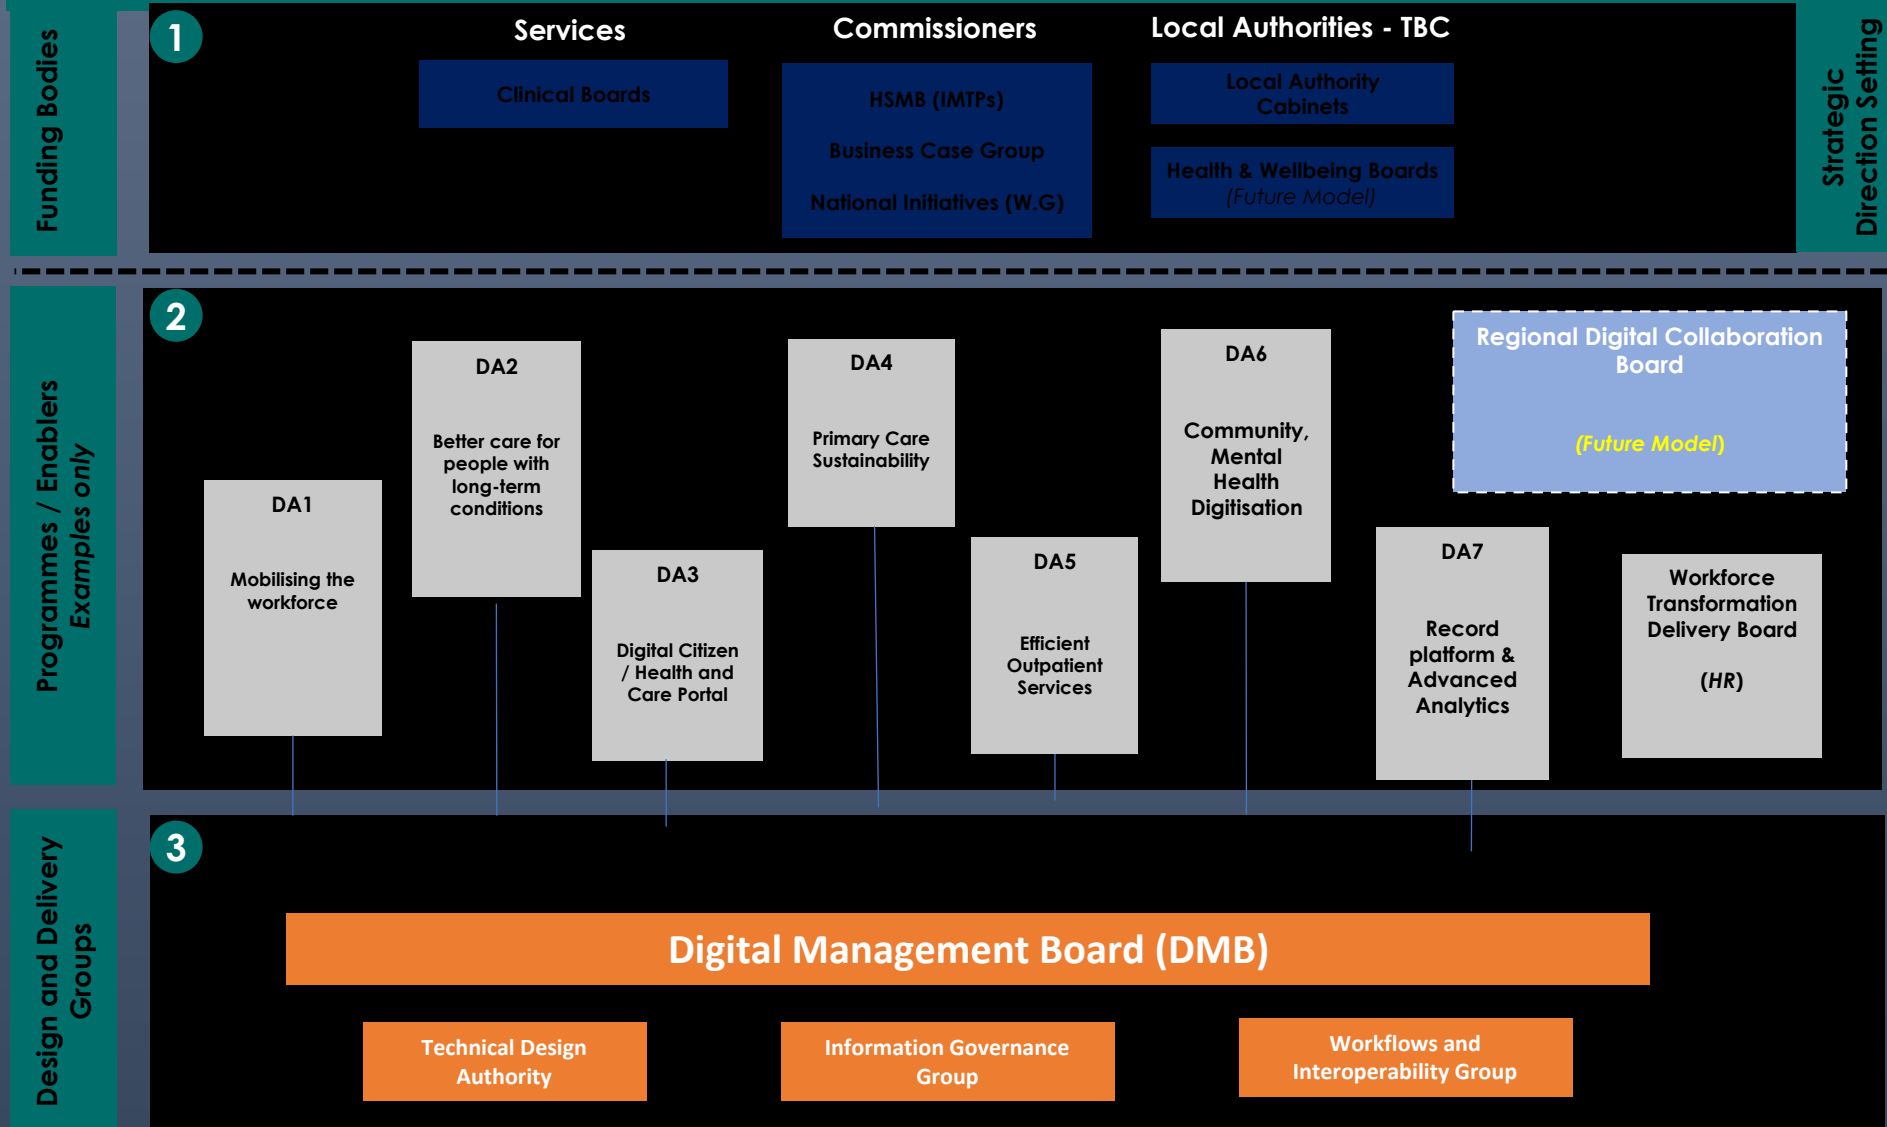 Funding Bodies
1
Services
Clinical Boards
Commissioners
HSMB (IMTPs)
Business Case Group
National Initiatives (W.G)
Local Authorities - TBC
Local Authority
Cabinets
Health & Wellbeing Boards
(Future Model)
Strategic
Direction Setting
Programmes / Enablers
Examples only
2
DA1
Mobilising the
workforce
DA2
Better care for
people with
long-term
conditions
DA3
Digital Citizen
/ Health and
Care Portal
DA4
Primary Care
Sustainability
DA5
Efficient
Outpatient
Services
DA6
Community,
Mental
Health
Digitisation
DA7
Record
platform &
Advanced
Analytics
Regional Digital Collaboration
Board
(Future Model)
Workforce
Transformation
Delivery Board
(HR)
Design and Delivery
Groups
3
Digital Management Board (DMB)
Technical Design
Authority
Information Governance
Group
Workflows and
Interoperability Group